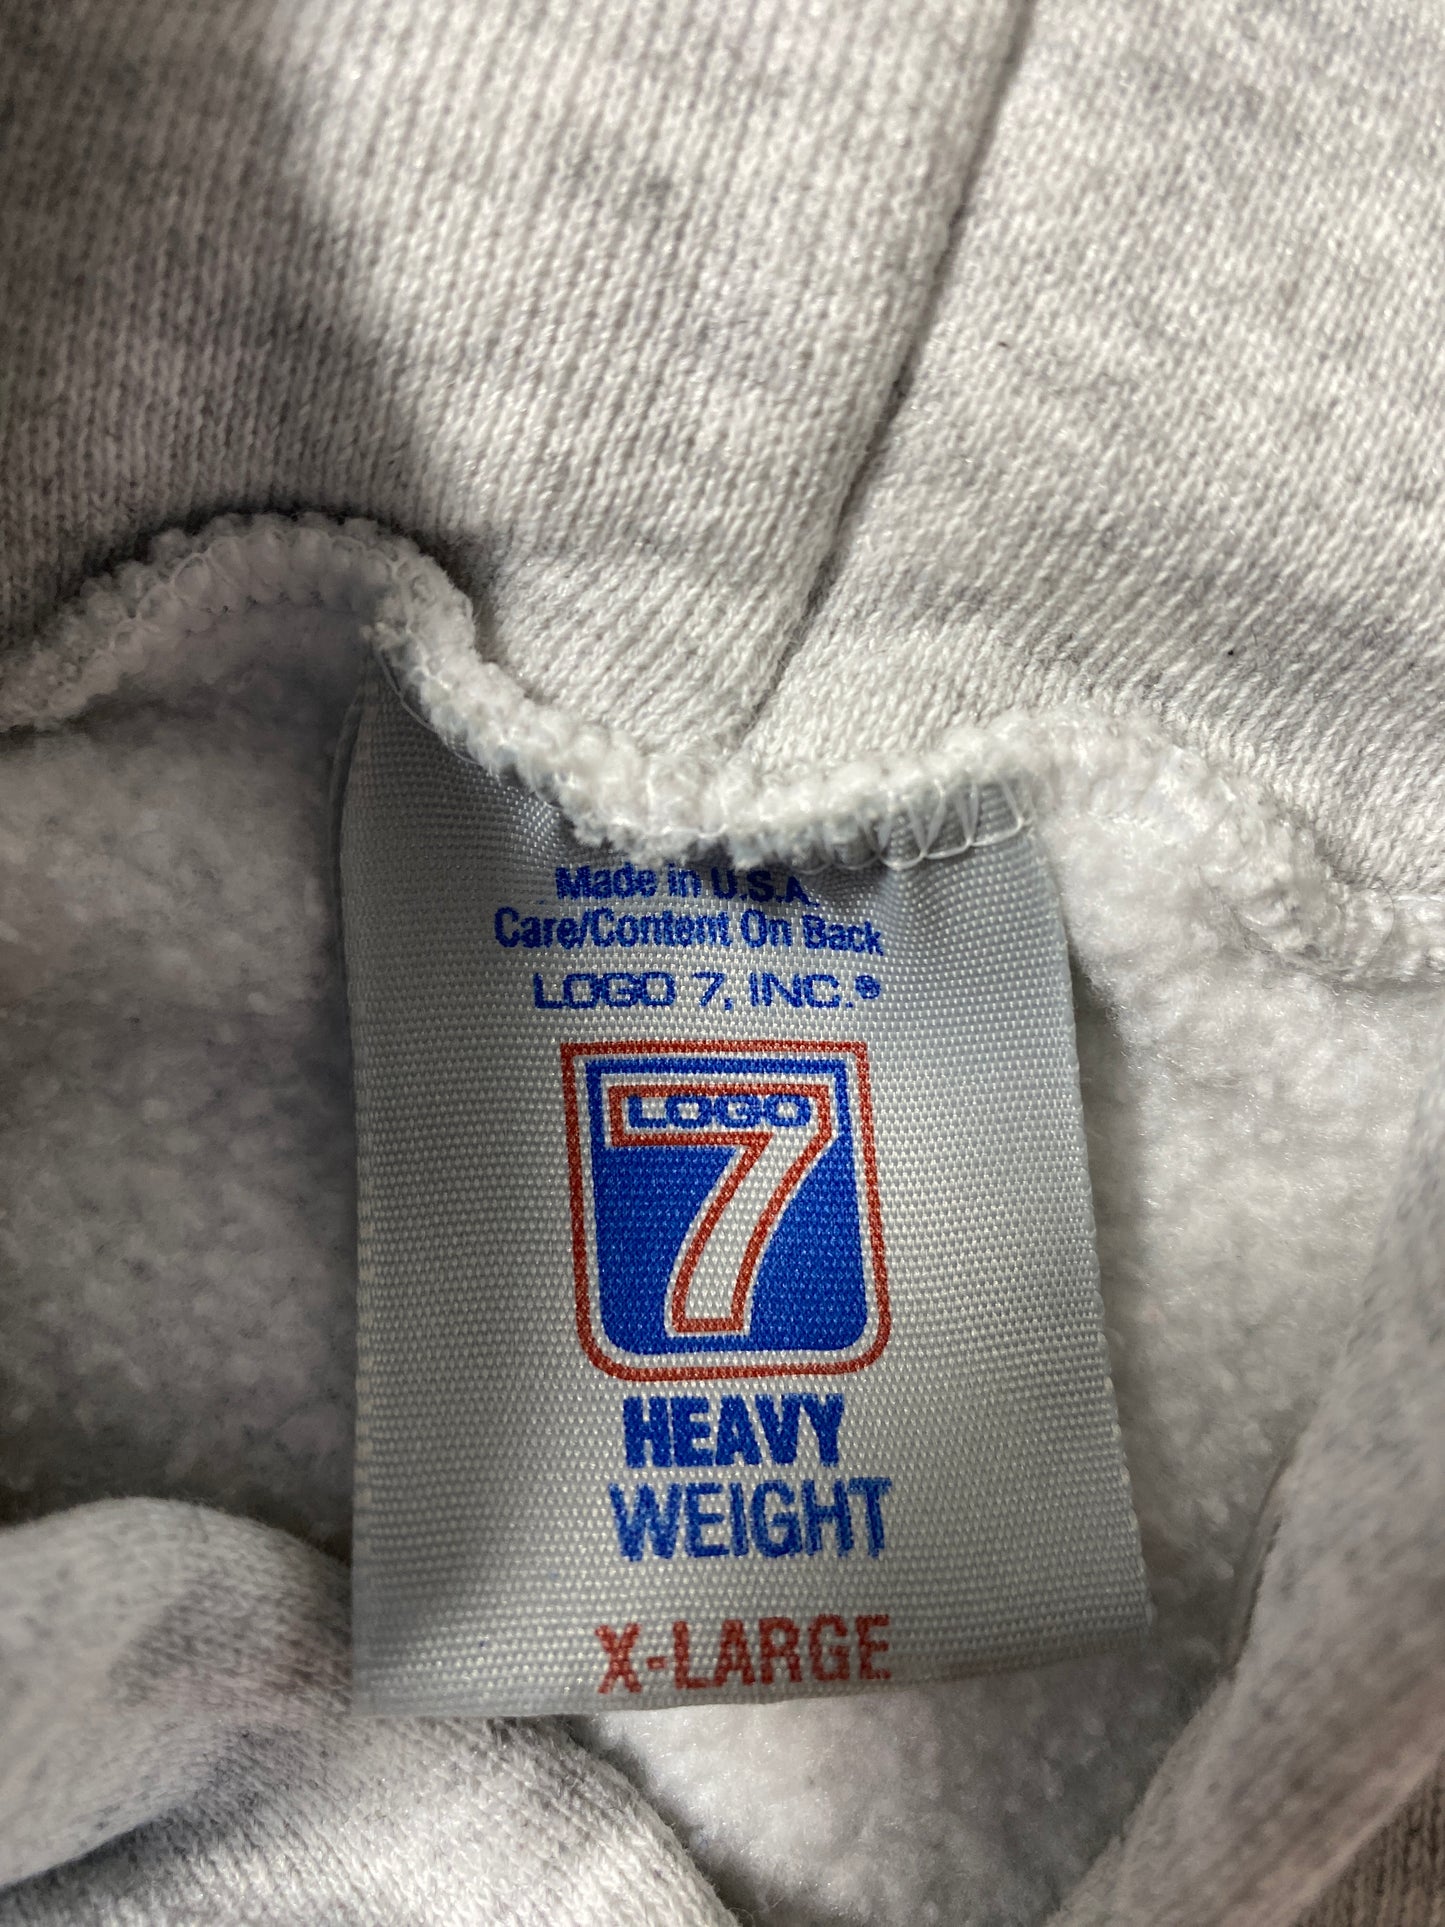 Made in U.S.A.
Care/Content On Back
LOGO 7, INC.®
LOGO
7
HEAVY
WEIGHT
X-LARGE